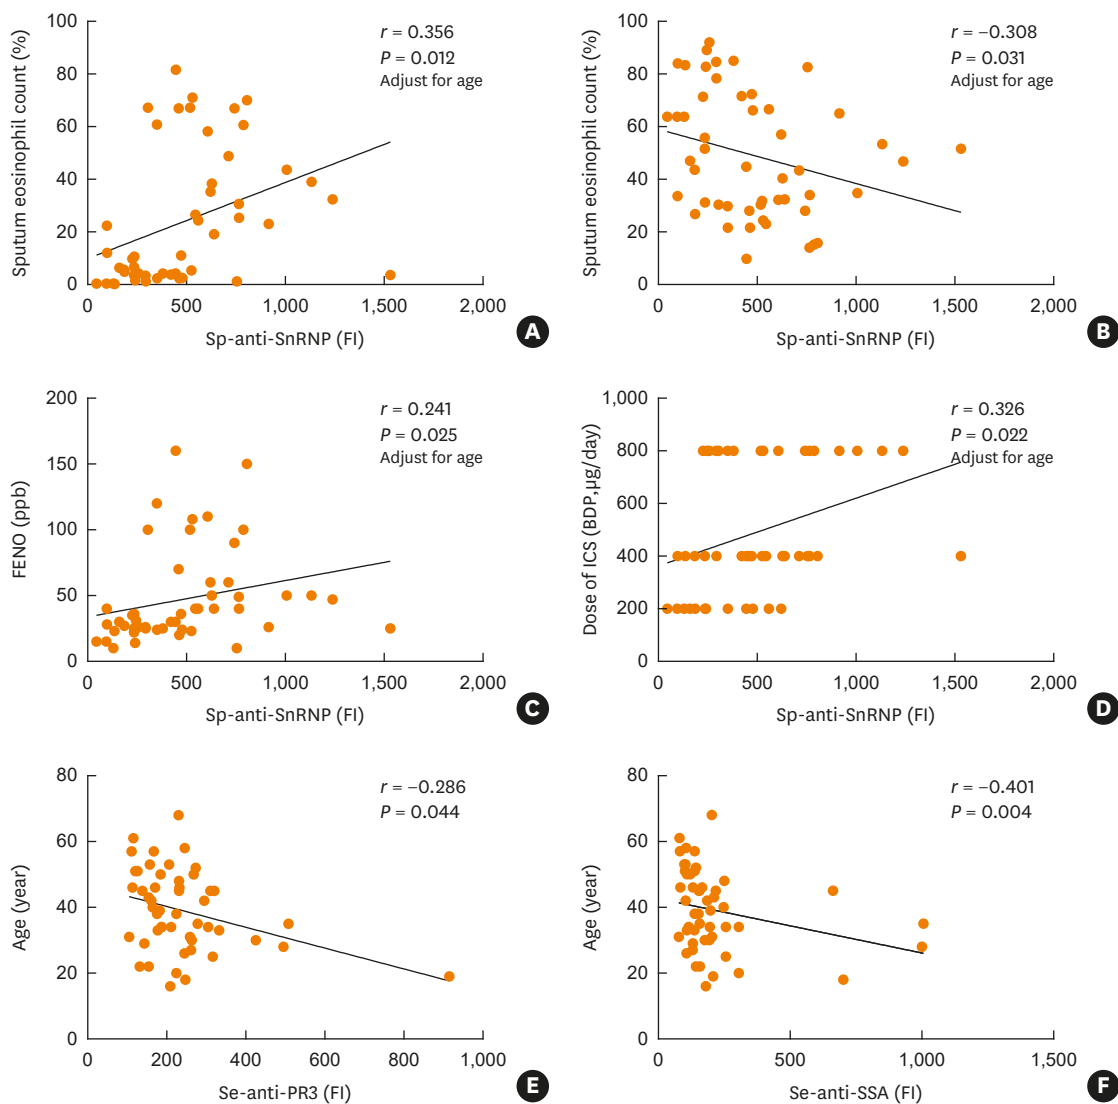 r = 0.356
P = 0.012
Adjust for age
Sputum eosinophil count (%)
100
80
60
40
20
0
0 500 1,000 1,500 2,000
Sp-anti-SnRNP (FI)
A
r = −0.308
P = 0.031
Adjust for age
Sputum eosinophil count (%)
100
80
60
40
20
0
0 500 1,000 1,500 2,000
Sp-anti-SnRNP (FI)
B
r = 0.241
P = 0.025
Adjust for age
FENO (ppb)
200
150
100
50
0
0 500 1,000 1,500 2,000
Sp-anti-SnRNP (FI)
C
r = 0.326
P = 0.022
Adjust for age
Dose of ICS (BDP,µg/day)
1,000
800
600
400
200
0
0 500 1,000 1,500 2,000
Sp-anti-SnRNP (FI)
D
r = −0.286
P = 0.044
Age (year)
80
60
40
20
0
0 200 400 600 800 1,000
Se-anti-PR3 (FI)
E
r = −0.401
P = 0.004
Age (year)
80
60
40
20
0
0 500 1,000 1,500
Se-anti-SSA (FI)
F